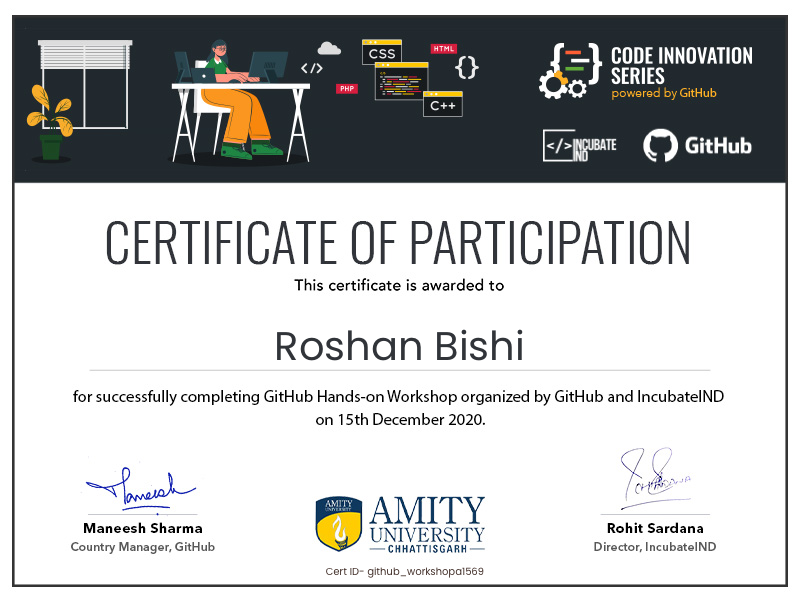 CSS
HTML
</>
{}
PHP
C++
CODE INNOVATION
SERIES
powered by GitHub
</>INCUBATE
IND
GitHub
CERTIFICATE OF PARTICIPATION
This certificate is awarded to
Roshan Bishi
for successfully completing GitHub Hands-on Workshop organized by GitHub and IncubateIND
on 15th December 2020.
Maneesh
Maneesh Sharma
Country Manager, GitHub
AMITY
UNIVERSITY
AMITY
UNIVERSITY
CHHATTISGARH
Rohit Sardana
Director, IncubateIND
Cert ID- github_workshopa1569